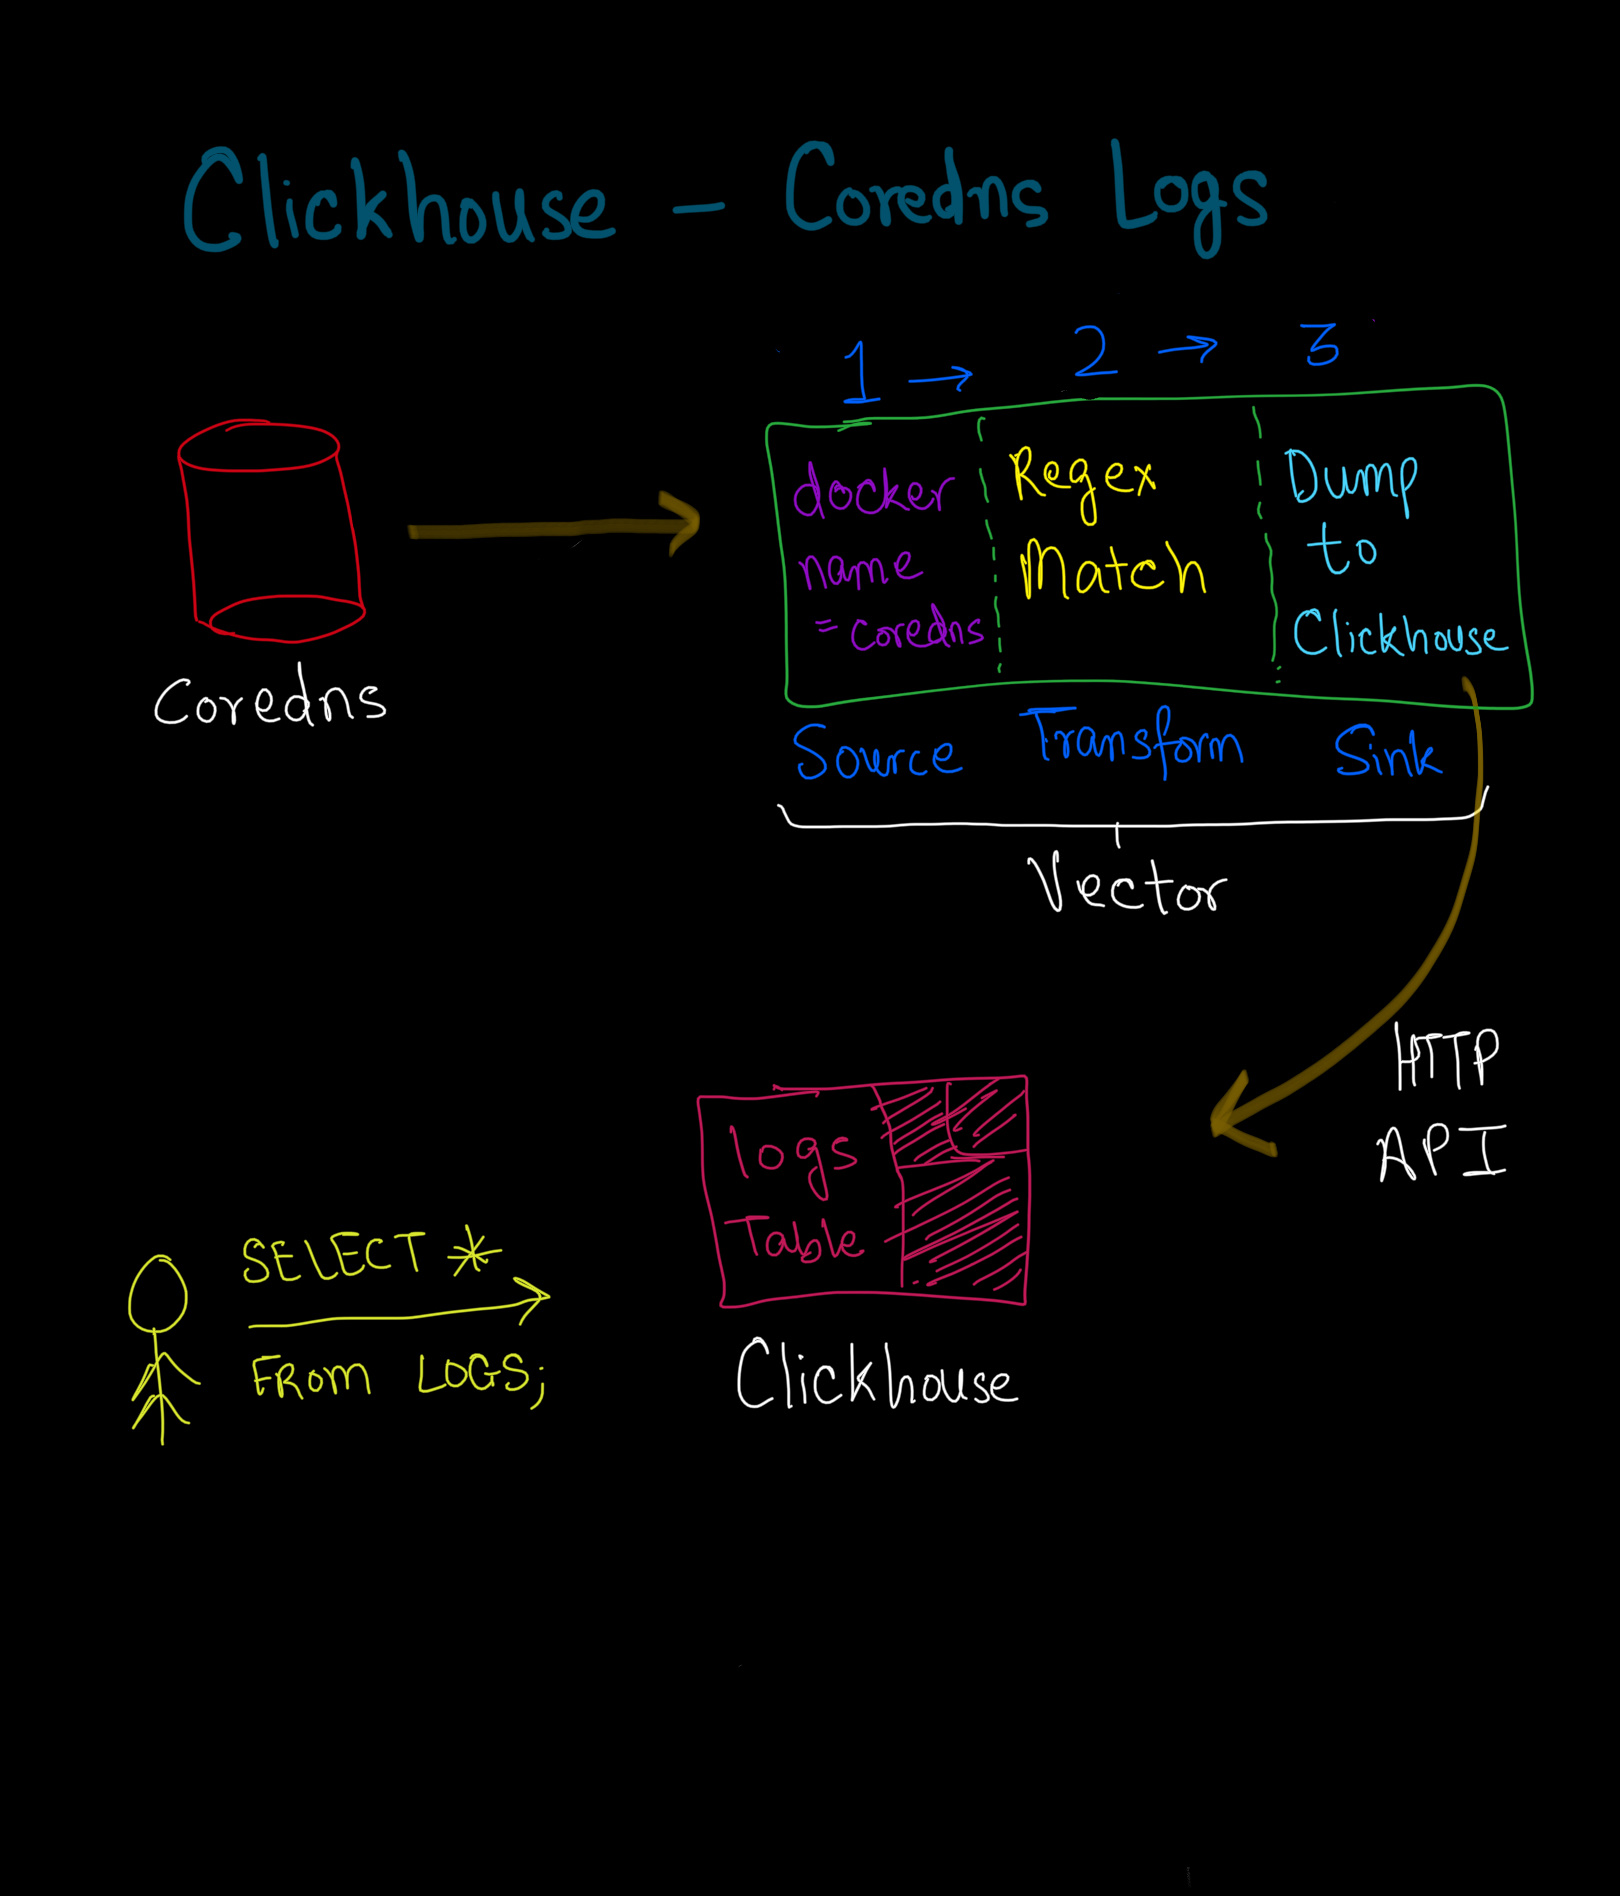 Clickhouse - Coredns Logs
1 → 2 → 3
docker
name
= coredns
Regex
Match
Dump
to
Clickhouse
Coredns
Source Transform Sink
Vector
HTTP
API
logs
Table
SELECT *
FROM LOGS;
Clickhouse